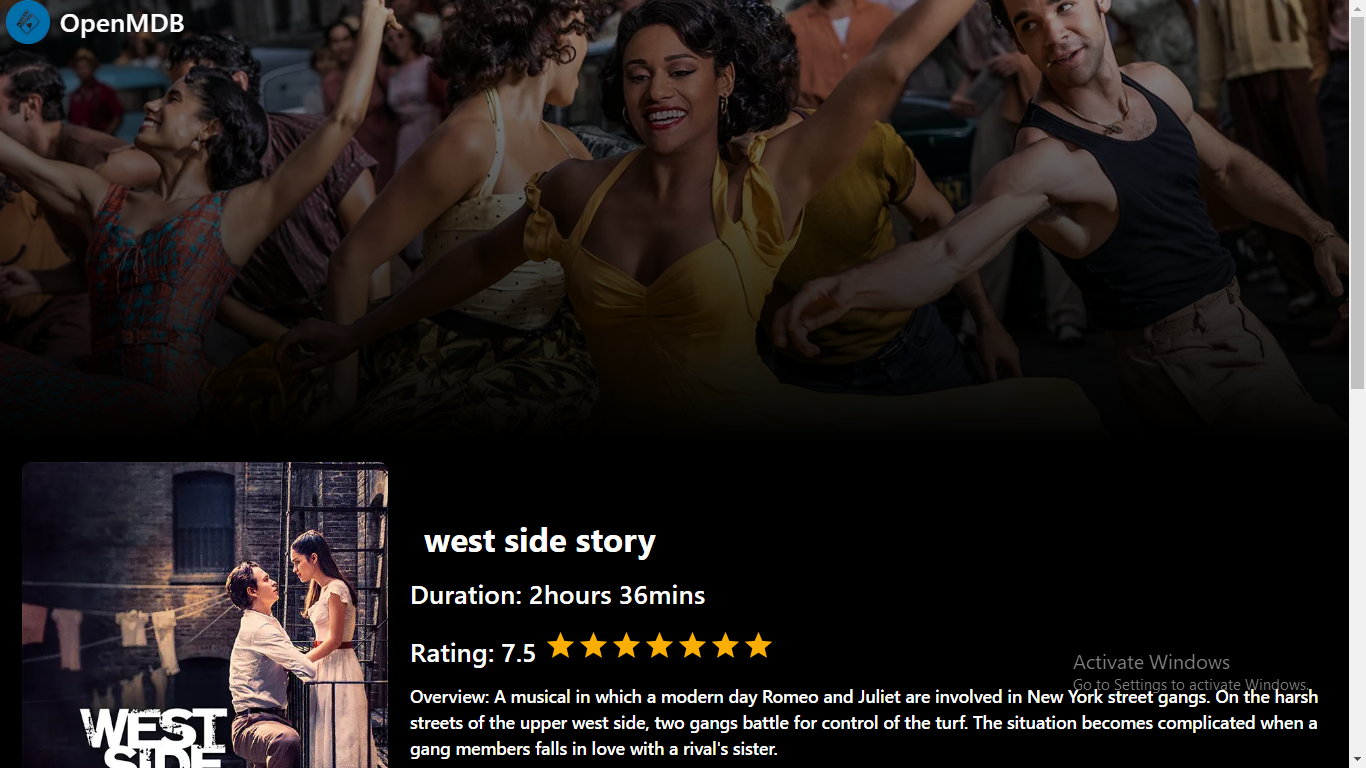 OpenMDB
west side story
Duration: 2hours 36mins
Rating: 7.5
Activate Windows
Go to Settings to activate Windows.
Overview: A musical in which a modern day Romeo and Juliet are involved in New York street gangs. On the harsh
streets of the upper west side, two gangs battle for control of the turf. The situation becomes complicated when a
gang members falls in love with a rival's sister.
WEST
SIDE